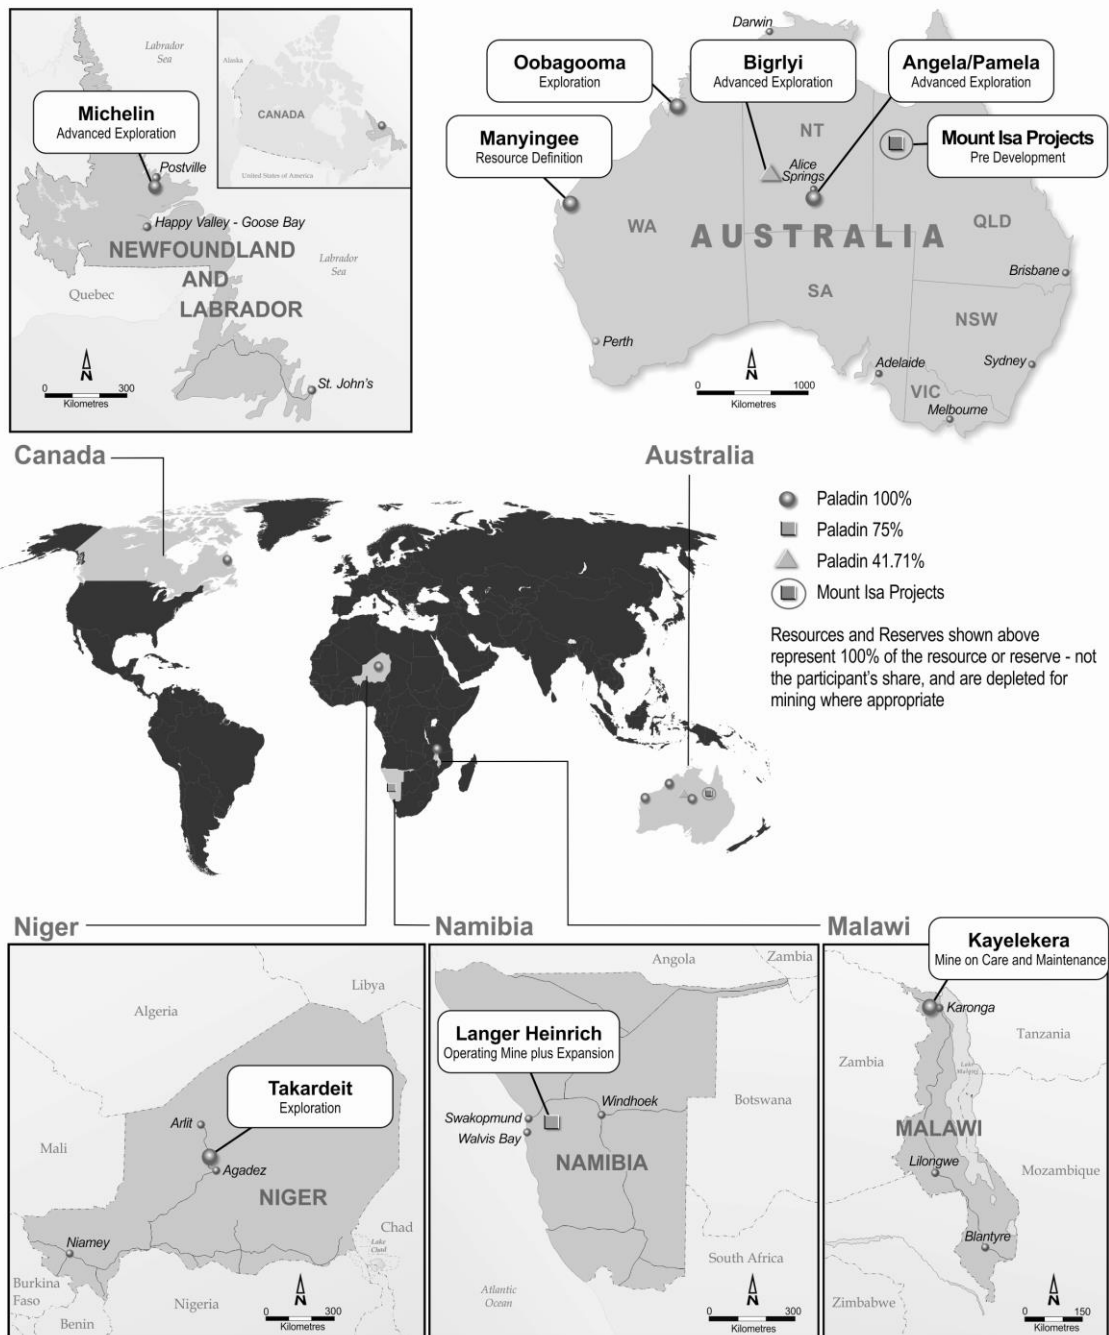 Labrador
Sea
Alaska
CANADA
United States of America
Michelin
Advanced Exploration
Postville
Happy Valley - Goose Bay
NEWFOUNDLAND
AND
LABRADOR
Labrador
Sea
Quebec
N
0 300
Kilometres
St. John's
Darwin
Oobagooma
Exploration
Bigrlyi
Advanced Exploration
Angela/Pamela
Advanced Exploration
Manyingee
Resource Definition
NT
Mount Isa Projects
Pre Development
Alice
Springs
WA
AUSTRALIA
QLD
SA
Brisbane
NSW
Perth
N
Adelaide
Sydney
0 1000
Kilometres
VIC
Melbourne
Canada
Australia
Paladin 100%
Paladin 75%
Paladin 41.71%
Mount Isa Projects
Resources and Reserves shown above
represent 100% of the resource or reserve - not
the participant's share, and are depleted for
mining where appropriate
Niger
Namibia
Malawi
Libya
Algeria
Takardeit
Exploration
Arlit
Mali
Agadez
NIGER
Niamey
Chad
Lake
Chad
Burkina
Faso
Benin
Nigeria
N
0 300
Kilometres
Angola
Zambia
Langer Heinrich
Operating Mine plus Expansion
Swakopmund
Walvis Bay
Windhoek
Botswana
NAMIBIA
South Africa
Atlantic
Ocean
N
0 300
Kilometres
Kayelekera
Mine on Care and Maintenance
Karonga
Tanzania
Zambia
Lake
Malawi
MALAWI
Lilongwe
Mozambique
Blantyre
Zimbabwe
N
0 150
Kilometres